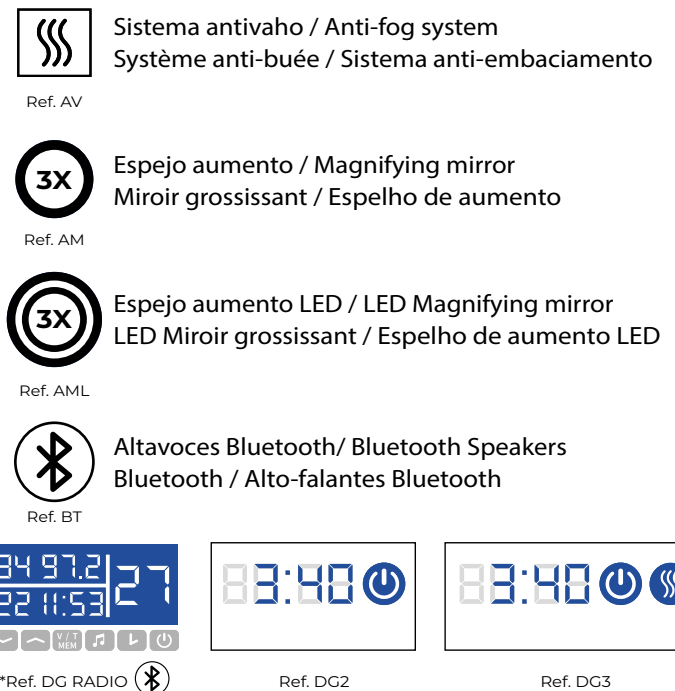 Sistema antivaho / Anti-fog system
Système anti-buée / Sistema anti-embaciamento
Ref. AV
3X
Espejo aumento / Magnifying mirror
Miroir grossissant / Espelho de aumento
Ref. AM
3X
Espejo aumento LED / LED Magnifying mirror
LED Miroir grossissant / Espelho de aumento LED
Ref. AML
Altavoces Bluetooth/ Bluetooth Speakers
Bluetooth / Alto-falantes Bluetooth
Ref. BT
97.2
11:53
27
V / T
MEM
3:40
3:40
*Ref. DG RADIO
Ref. DG2
Ref. DG3